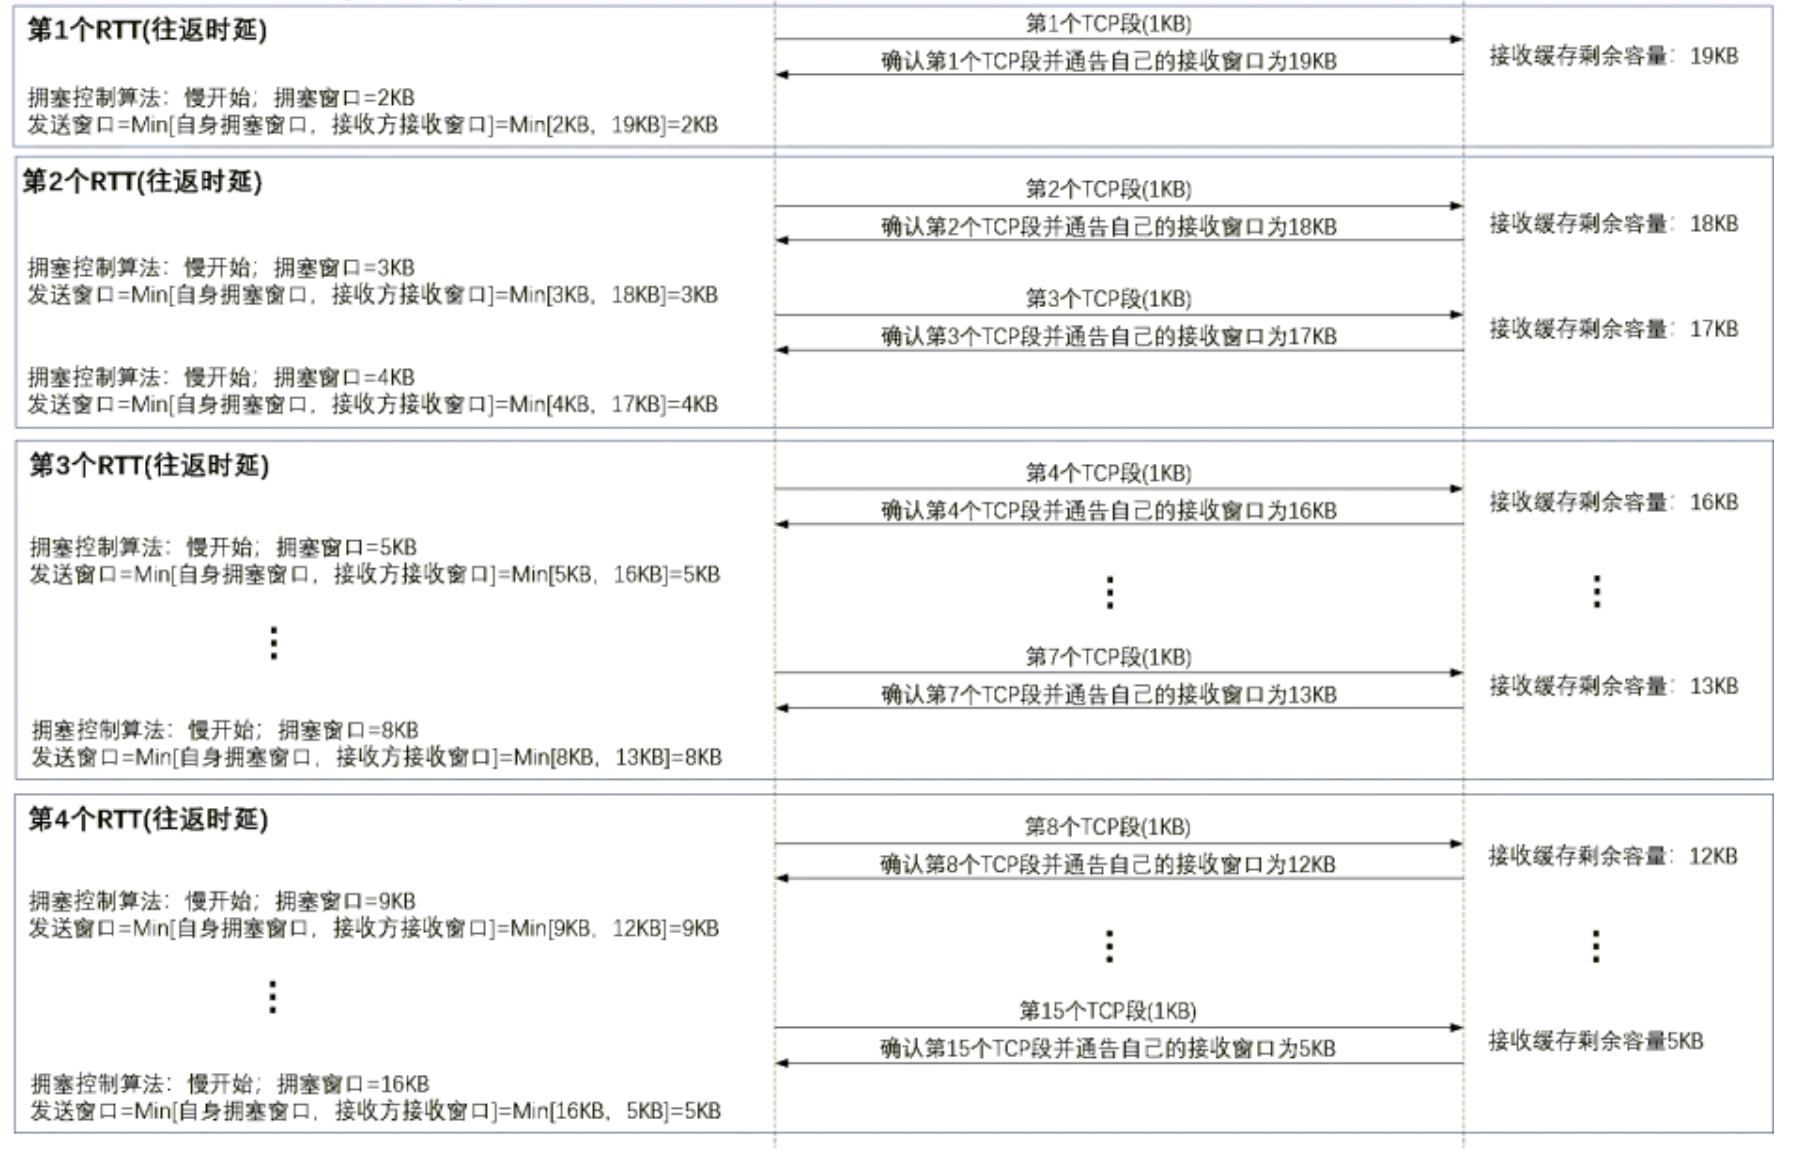 第1个RTT(往返时延)
第1个TCP段(1KB)
确认第1个TCP段并通告自己的接收窗口为19KB
接收缓存剩余容量：19KB
拥塞控制算法：慢开始；拥塞窗口=2KB
发送窗口=Min[自身拥塞窗口，接收方接收窗口]=Min[2KB，19KB]=2KB
第2个RTT(往返时延)
第2个TCP段(1KB)
确认第2个TCP段并通告自己的接收窗口为18KB
接收缓存剩余容量：18KB
拥塞控制算法：慢开始；拥塞窗口=3KB
发送窗口=Min[自身拥塞窗口，接收方接收窗口]=Min[3KB，18KB]=3KB
第3个TCP段(1KB)
确认第3个TCP段并通告自己的接收窗口为17KB
接收缓存剩余容量：17KB
拥塞控制算法：慢开始；拥塞窗口=4KB
发送窗口=Min[自身拥塞窗口，接收方接收窗口]=Min[4KB，17KB]=4KB
第3个RTT(往返时延)
第4个TCP段(1KB)
确认第4个TCP段并通告自己的接收窗口为16KB
接收缓存剩余容量：16KB
拥塞控制算法：慢开始；拥塞窗口=5KB
发送窗口=Min[自身拥塞窗口，接收方接收窗口]=Min[5KB，16KB]=5KB
第7个TCP段(1KB)
确认第7个TCP段并通告自己的接收窗口为13KB
接收缓存剩余容量：13KB
拥塞控制算法：慢开始；拥塞窗口=8KB
发送窗口=Min[自身拥塞窗口，接收方接收窗口]=Min[8KB，13KB]=8KB
第4个RTT(往返时延)
第8个TCP段(1KB)
确认第8个TCP段并通告自己的接收窗口为12KB
接收缓存剩余容量：12KB
拥塞控制算法：慢开始；拥塞窗口=9KB
发送窗口=Min[自身拥塞窗口，接收方接收窗口]=Min[9KB，12KB]=9KB
第15个TCP段(1KB)
确认第15个TCP段并通告自己的接收窗口为5KB
接收缓存剩余容量5KB
拥塞控制算法：慢开始；拥塞窗口=16KB
发送窗口=Min[自身拥塞窗口，接收方接收窗口]=Min[16KB，5KB]=5KB